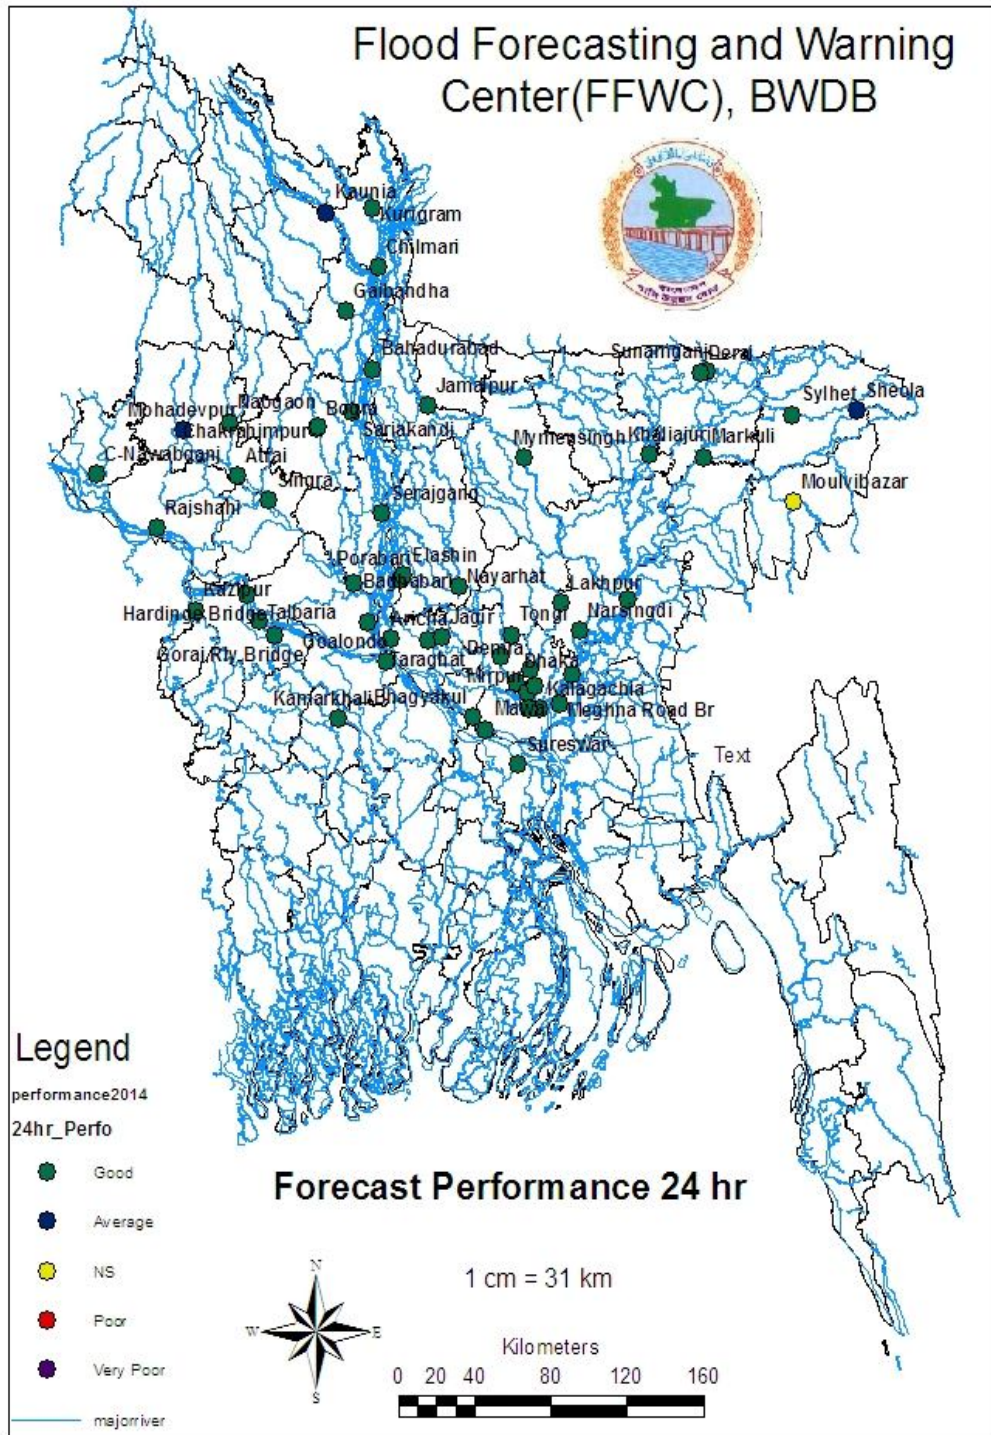 Flood Forecasting and Warning
Center(FFWC), BWDB
Kaunia
Kurigram
Chilmari
Gaibandha
Bahadurabad
Jamalpur
Sunamganj
Derai
Sylhet
Sheola
Mohadevpur
Naogaon
Bogra
Chakrahimpur
Sariakandi
Mymensingh
Khaliajuri
Markuli
C-Nawabganj
Atrai
Singra
Moulvibazar
Rajshahi
Serajganj
Porabari
Elashin
Baghabari
Nayarhat
Lakhpur
Kazipur
Hardinge Bridge
Talbaria
Aricha
Jagir
Tongi
Narsingdi
Goalondo
Demra
Gorai Rly Bridge
Taraghat
Dhaka
Mirpur
Kamarkhali
Bhagyakul
Kalagachia
Mawa
Meghna Road Br
Sureswar
Text
Legend
performance2014
24hr_Perfo
Good
Average
NS
Poor
Very Poor
majorriver
Forecast Performance 24 hr
N
W
E
S
1 cm = 31 km
Kilometers
0 20 40 80 120 160